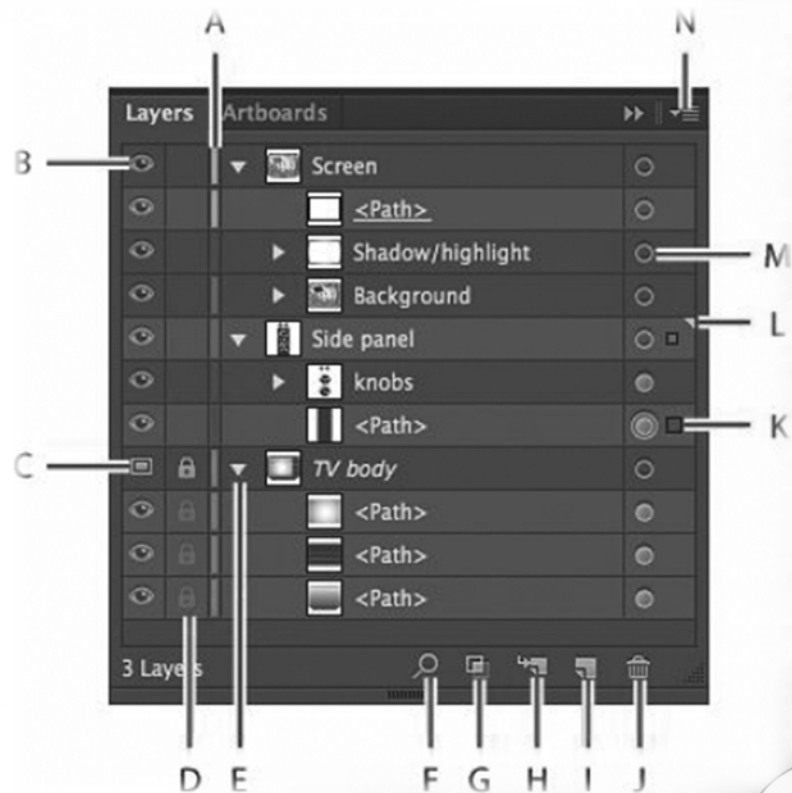 A N
Layers Artboards
B
Screen
<Path>
Shadow/highlight
M
Background
L
Side panel
knobs
<Path>
K
C
TV body
<Path>
<Path>
<Path>
3 Layers
D E F G H I J